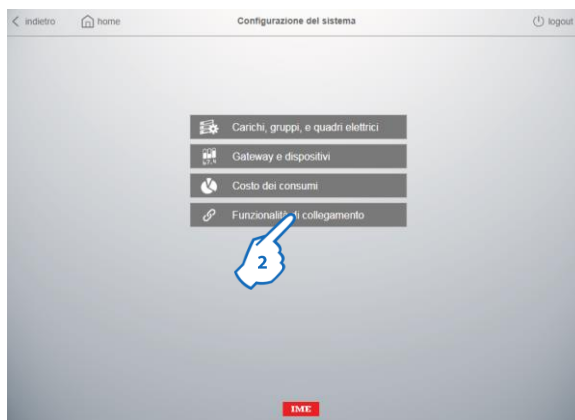 indietro home Configurazione del sistema logout
Carichi, gruppi, e quadri elettrici
Gateway e dispositivi
Costo dei consumi
Funzionalità di collegamento
2
IME